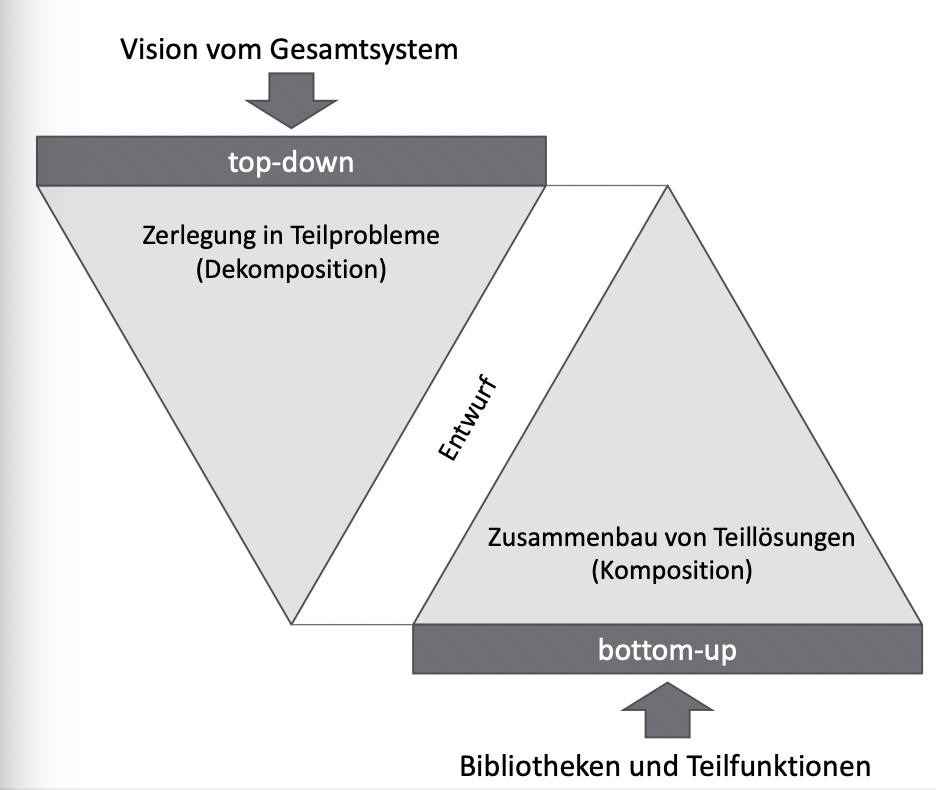 Vision vom Gesamtsystem
top-down
Zerlegung in Teilprobleme
(Dekomposition)
Entwurf
Zusammenbau von Teillösungen
(Komposition)
bottom-up
Bibliotheken und Teilfunktionen